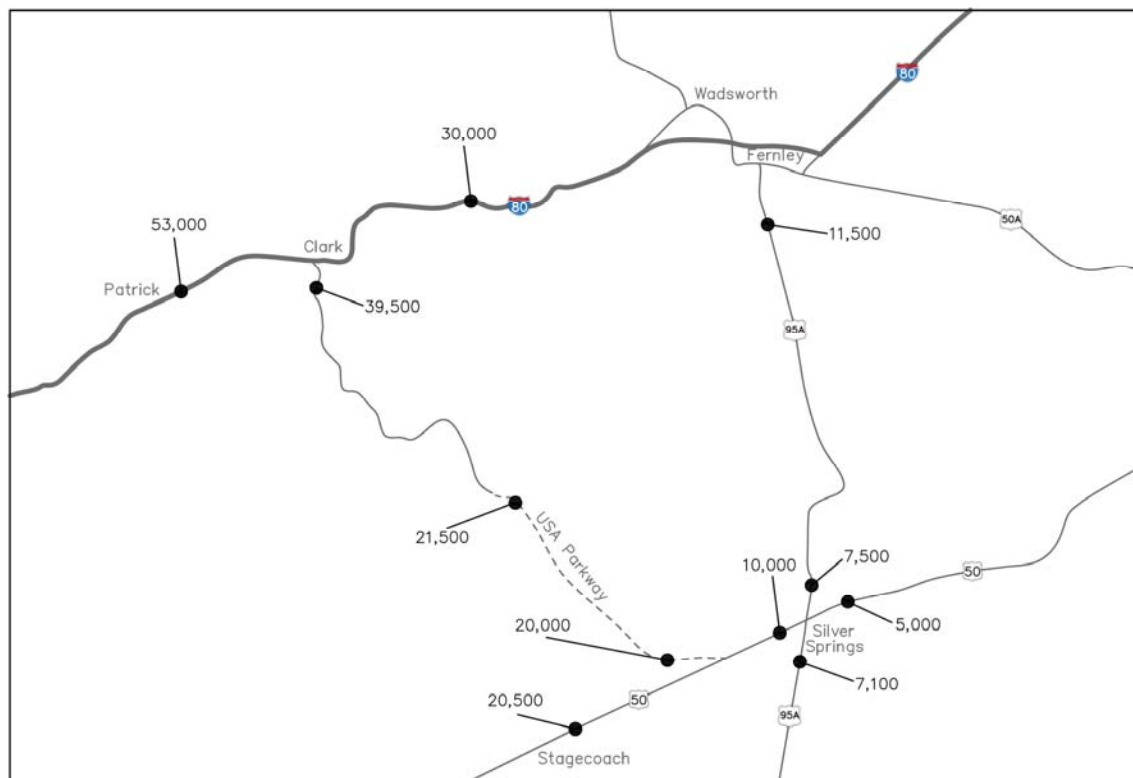 80
Wadsworth
30,000
Fernley
80
50A
53,000
Clark
11,500
Patrick
39,500
95A
21,500
USA Parkway
10,000
7,500
50
20,000
Silver
Springs
5,000
7,100
20,500
50
95A
Stagecoach